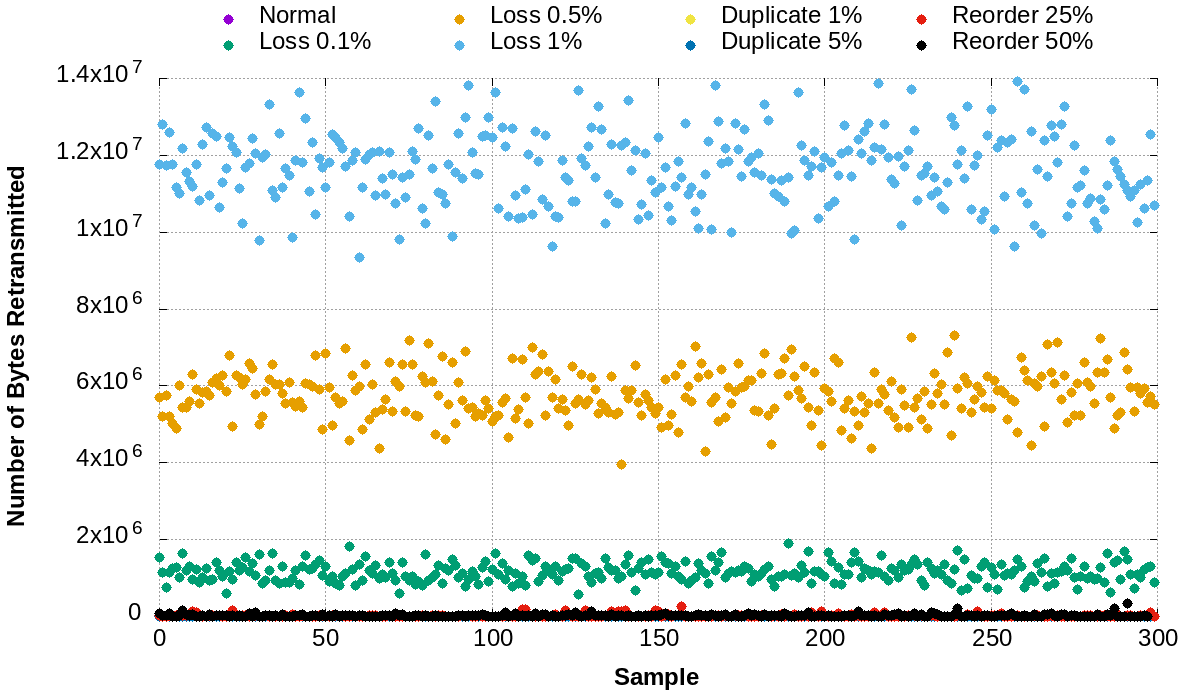 Normal Loss 0.5% Duplicate 1% Reorder 25%
Loss 0.1% Loss 1% Duplicate 5% Reorder 50%
1.4x10^7
1.2x10^7
1x10^7
8x10^6
6x10^6
4x10^6
2x10^6
0
0 50 100 150 200 250 300
Number of Bytes Retransmitted
Sample